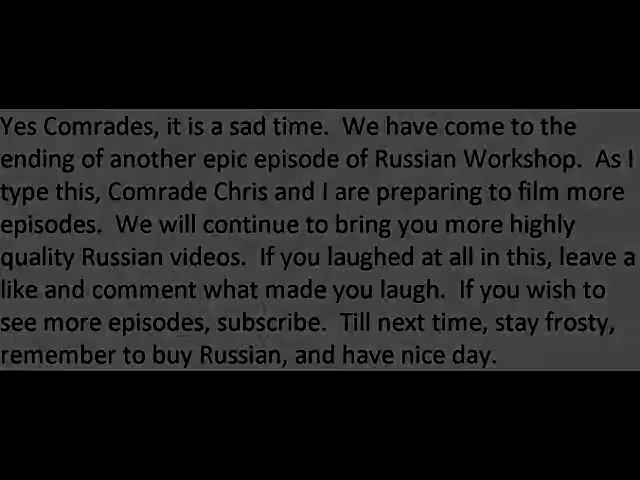 Yes Comrades, it is a sad time.  We have come to the
ending of another epic episode of Russian Workshop.  As I
type this, Comrade Chris and I are preparing to film more
episodes.  We will continue to bring you more highly
quality Russian videos.  If you laughed at all in this, leave a
like and comment what made you laugh.  If you wish to
see more episodes, subscribe.  Till next time, stay frosty,
remember to buy Russian, and have nice day.